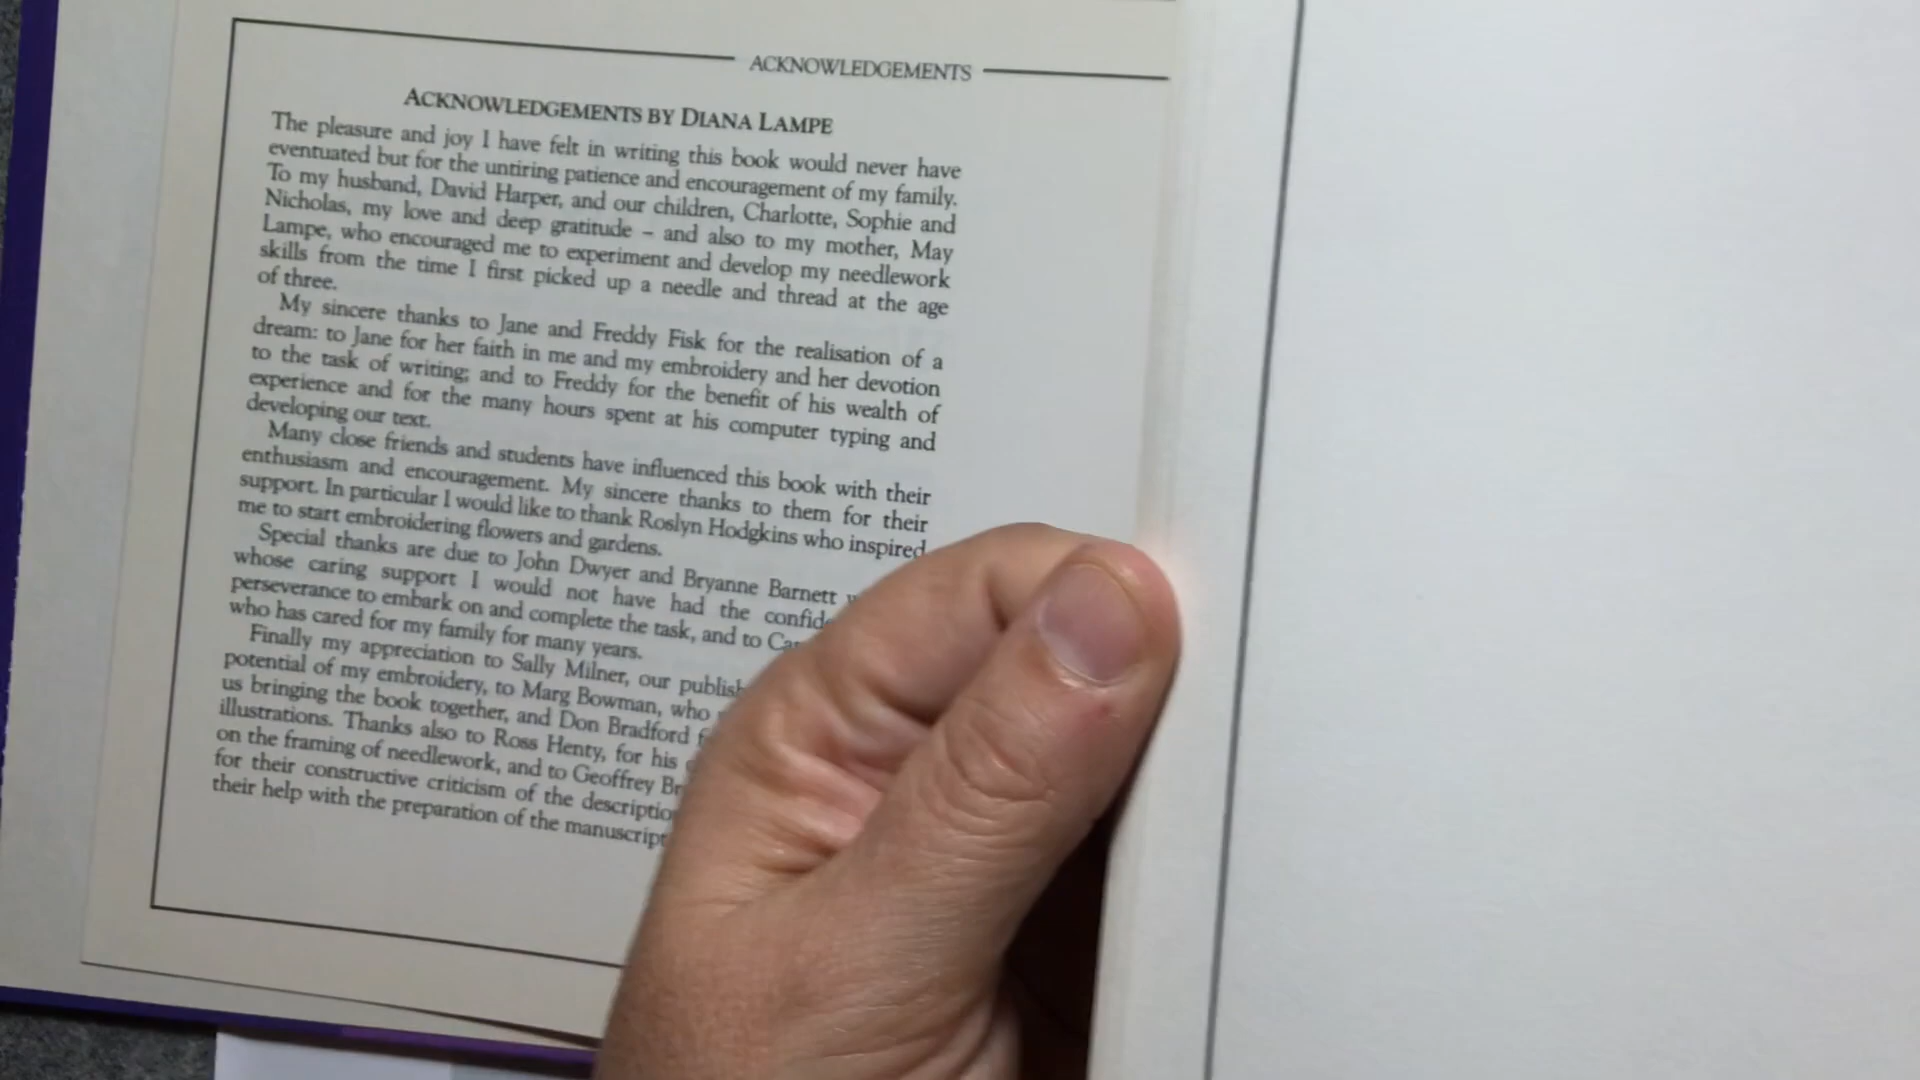 ACKNOWLEDGEMENTS
ACKNOWLEDGEMENTS BY DIANA LAMPE
The pleasure and joy I have felt in writing this book would never have
eventuated but for the untiring patience and encouragement of my family.
To my husband, David Harper, and our children, Charlotte, Sophie and
Nicholas, my love and deep gratitude – and also to my mother, May
Lampe, who encouraged me to experiment and develop my needlework
skills from the time I first picked up a needle and thread at the age
of three.
My sincere thanks to Jane and Freddy Fisk for the realisation of a
dream: to Jane for her faith in me and my embroidery and her devotion
to the task of writing; and to Freddy for the benefit of his wealth of
experience and for the many hours spent at his computer typing and
developing our text.
Many close friends and students have influenced this book with their
enthusiasm and encouragement. My sincere thanks to them for their
support. In particular I would like to thank Roslyn Hodgkins who inspired
me to start embroidering flowers and gardens.
Special thanks are due to John Dwyer and Bryanne Barnett
whose caring support I would not have had the
perseverance to embark on and complete the task, and to
who has cared for my family for many years.
Finally my appreciation to Sally Milner, our
potential of my embroidery, to Marg Bowman, who
us bringing the book together, and Don Bradford
illustrations. Thanks also to Ross Henty, for his
on the framing of needlework, and to Geoffrey
for their constructive criticism of the
their help with the preparation of the manuscript